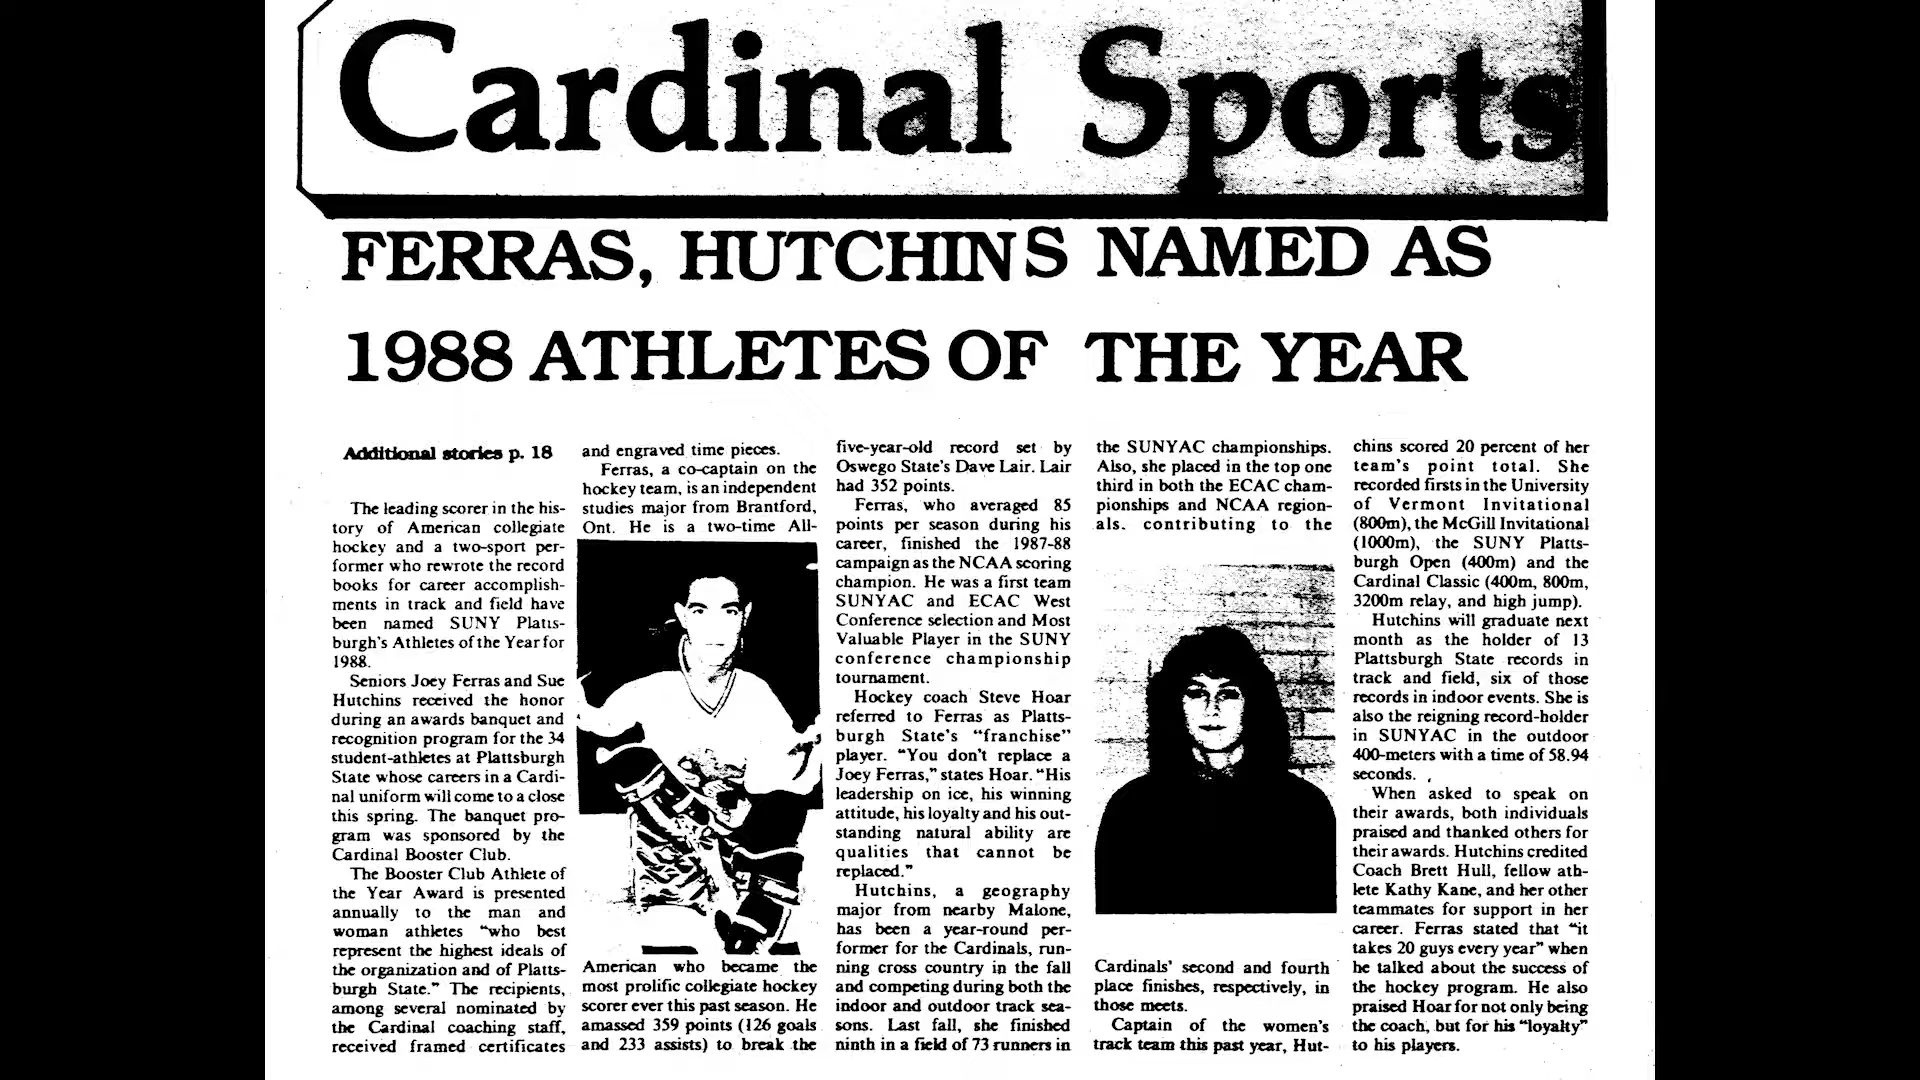 Cardinal Sports
FERRAS, HUTCHINS NAMED AS
1988 ATHLETES OF THE YEAR
Additional stories p. 18
The leading scorer in the his-
tory of American collegiate
hockey and a two-sport per-
former who rewrote the record
books for career accomplish-
ments in track and field have
been named SUNY Platts-
burgh's Athletes of the Year for
1988.
Seniors Joey Ferras and Sue
Hutchins received the honor
during an awards banquet and
recognition program for the 34
student-athletes at Plattsburgh
State whose careers in a Cardi-
nal uniform will come to a close
this spring. The banquet pro-
gram was sponsored by the
Cardinal Booster Club.
The Booster Club Athlete of
the Year Award is presented
annually to the man and
woman athletes "who best
represent the highest ideals of
the organization and of Platts-
burgh State." The recipients,
among several nominated by
the Cardinal coaching staff,
received framed certificates
and engraved time pieces.
Ferras, a co-captain on the
hockey team, is an independent
studies major from Brantford,
Ont. He is a two-time All-
American who became the
most prolific collegiate hockey
scorer ever this past season. He
amassed 359 points (126 goals
and 233 assists) to break the
five-year-old record set by
Oswego State's Dave Lair. Lair
had 352 points.
Ferras, who averaged 85
points per season during his
career, finished the 1987-88
campaign as the NCAA scoring
champion. He was a first team
SUNYAC and ECAC West
Conference selection and Most
Valuable Player in the SUNY
conference championship
tournament.
Hockey coach Steve Hoar
referred to Ferras as Platts-
burgh State's "franchise"
player. "You don't replace a
Joey Ferras," states Hoar. "His
leadership on ice, his winning
attitude, his loyalty and his out-
standing natural ability are
qualities that cannot be
replaced."
Hutchins, a geography
major from nearby Malone,
has been a year-round per-
former for the Cardinals, run-
ning cross country in the fall
and competing during both the
indoor and outdoor track sea-
sons. Last fall, she finished
ninth in a field of 73 runners in
the SUNYAC championships.
Also, she placed in the top one
third in both the ECAC cham-
pionships and NCAA region-
als. contributing to the
Cardinals' second and fourth
place finishes, respectively, in
those meets.
Captain of the women's
track team this past year, Hut-
chins scored 20 percent of her
team's point total. She
recorded firsts in the University
of Vermont Invitational
(800m), the McGill Invitational
(1000m), the SUNY Platts-
burgh Open (400m) and the
Cardinal Classic (400m, 800m,
3200m relay, and high jump).
Hutchins will graduate next
month as the holder of 13
Plattsburgh State records in
track and field, six of those
records in indoor events. She is
also the reigning record-holder
in SUNYAC in the outdoor
400-meters with a time of 58.94
seconds.
When asked to speak on
their awards, both individuals
praised and thanked others for
their awards. Hutchins credited
Coach Brett Hull, fellow ath-
lete Kathy Kane, and her other
teammates for support in her
career. Ferras stated that "it
takes 20 guys every year" when
he talked about the success of
the hockey program. He also
praised Hoar for not only being
the coach, but for his "loyalty"
to his players.